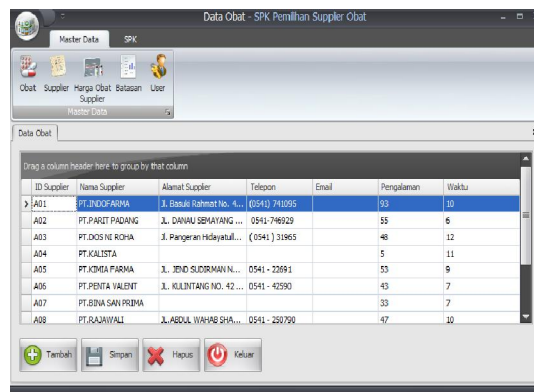 Data Obat - SPK Pemilihan Supplier Obat
Master Data SPK
Obat Supplier Harga Obat Supplier Batasan User
Master Data
Data Obat
Drag a column header here to group by that column
ID Supplier Nama Supplier Alamat Supplier Telepon Email Pengalaman Waktu
A01 PT.INDOFARMA Jl. Basuki Rahmat No. 4... (0541) 741095 93 10
A02 PT.PARIT PADANG JL. DANAU SEMAYANG ... 0541-746929 55 6
A03 PT.DOS NI ROHA Jl. Pangeran Hidayatull... ( 0541 ) 31965 48 12
A04 PT.KALISTA 5 11
A05 PT.KIMIA FARMA JL. JEND SUDIRMAN N... 0541 - 22691 53 9
A06 PT.PENTA VALENT JL. KULINTANG NO. 42 ... 0541 - 42590 43 7
A07 PT.BINA SAN PRIMA 33 7
A08 PT.RAJAWALI JL.ABDUL WAHAB SHA... 0541 - 250790 47 10
Tambah Simpan Hapus Keluar